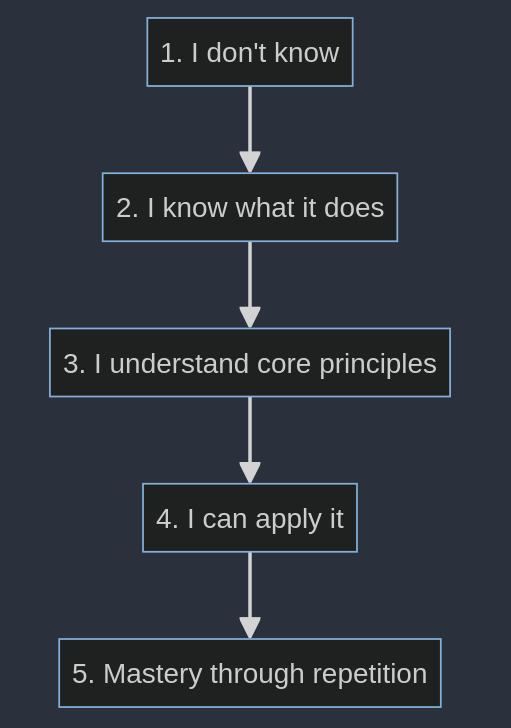 1. I don't know
2. I know what it does
3. I understand core principles
4. I can apply it
5. Mastery through repetition